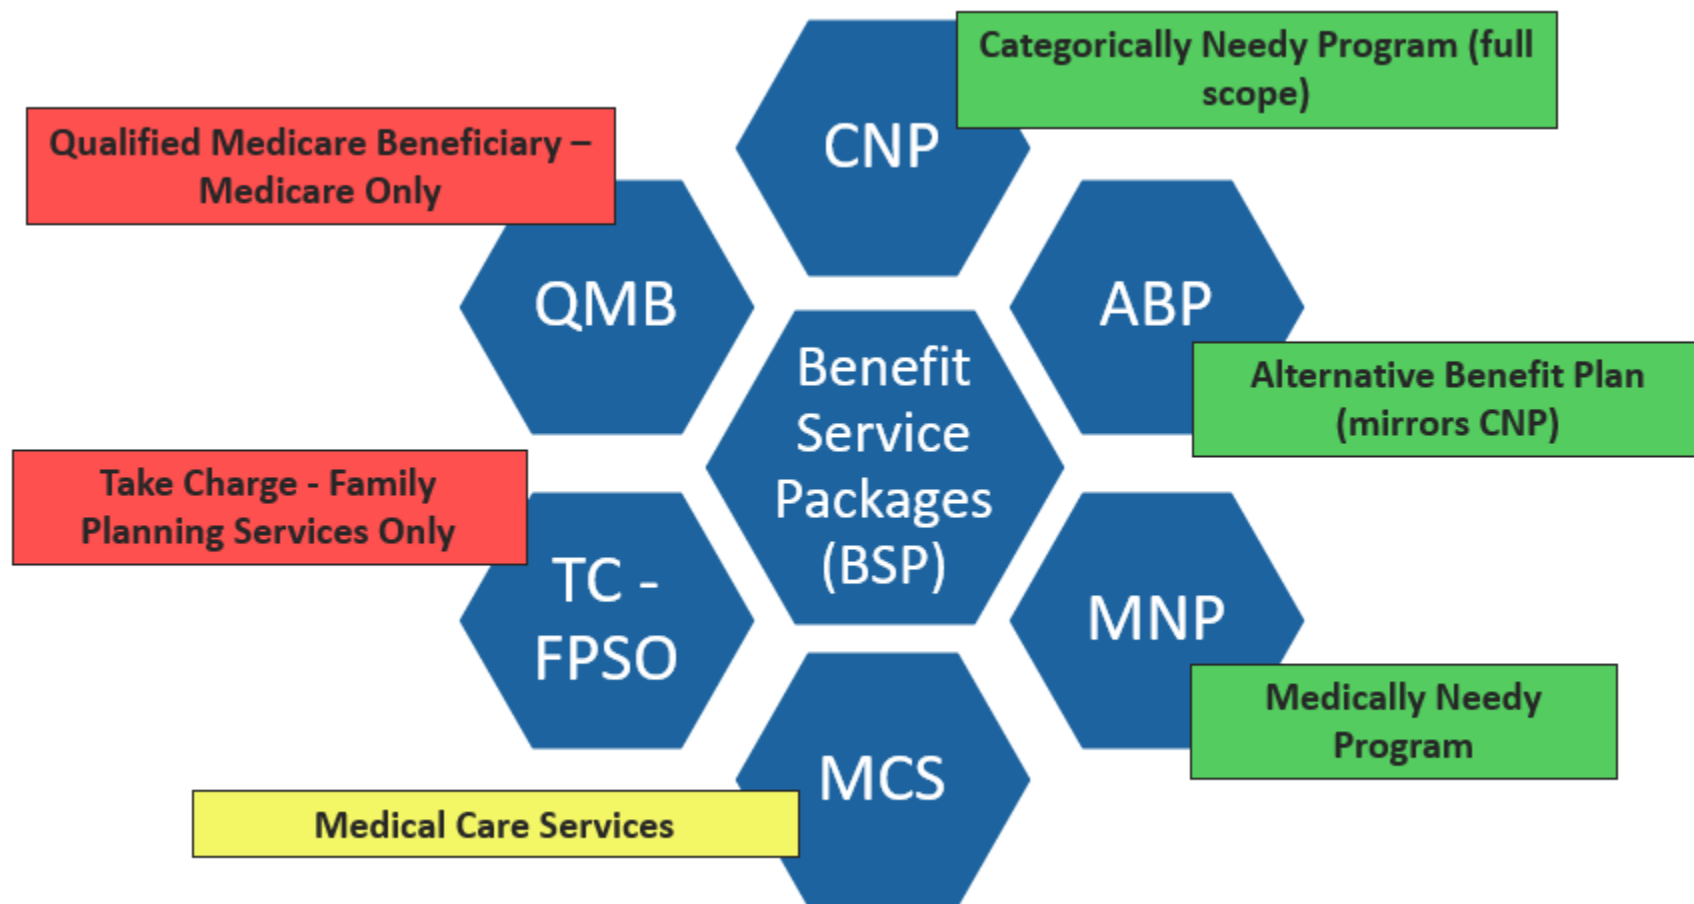 CNP
Categorically Needy Program (full
scope)
Qualified Medicare Beneficiary –
Medicare Only
QMB
ABP
Alternative Benefit Plan
(mirrors CNP)
Benefit
Service
Packages
(BSP)
Take Charge - Family
Planning Services Only
TC -
FPSO
MNP
Medically Needy
Program
MCS
Medical Care Services